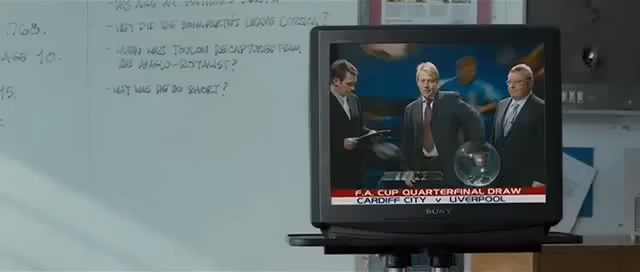 1768.
AGE 10.
15.
- WHY DID THE BONAPARTES LEAVE CORSICA?
- WHEN WAS TOULON RECAPTURED FROM
THE ANGLO-ROYALIST?
- WHY WAS HE SO SHORT?
F.A. CUP QUARTERFINAL DRAW
CARDIFF CITY v LIVERPOOL
SONY